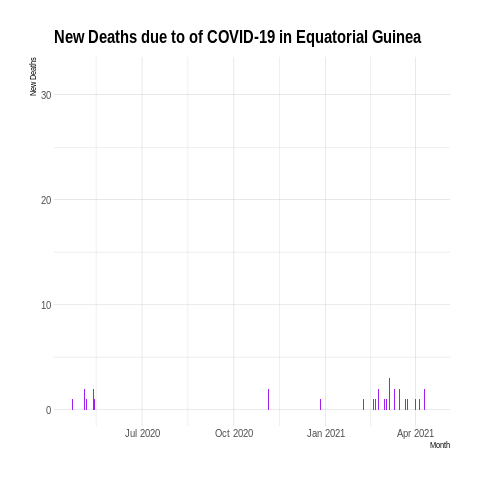 New Deaths due to of COVID-19 in Equatorial Guinea
New Deaths
30
20
10
0
Jul 2020 Oct 2020 Jan 2021 Apr 2021
Month